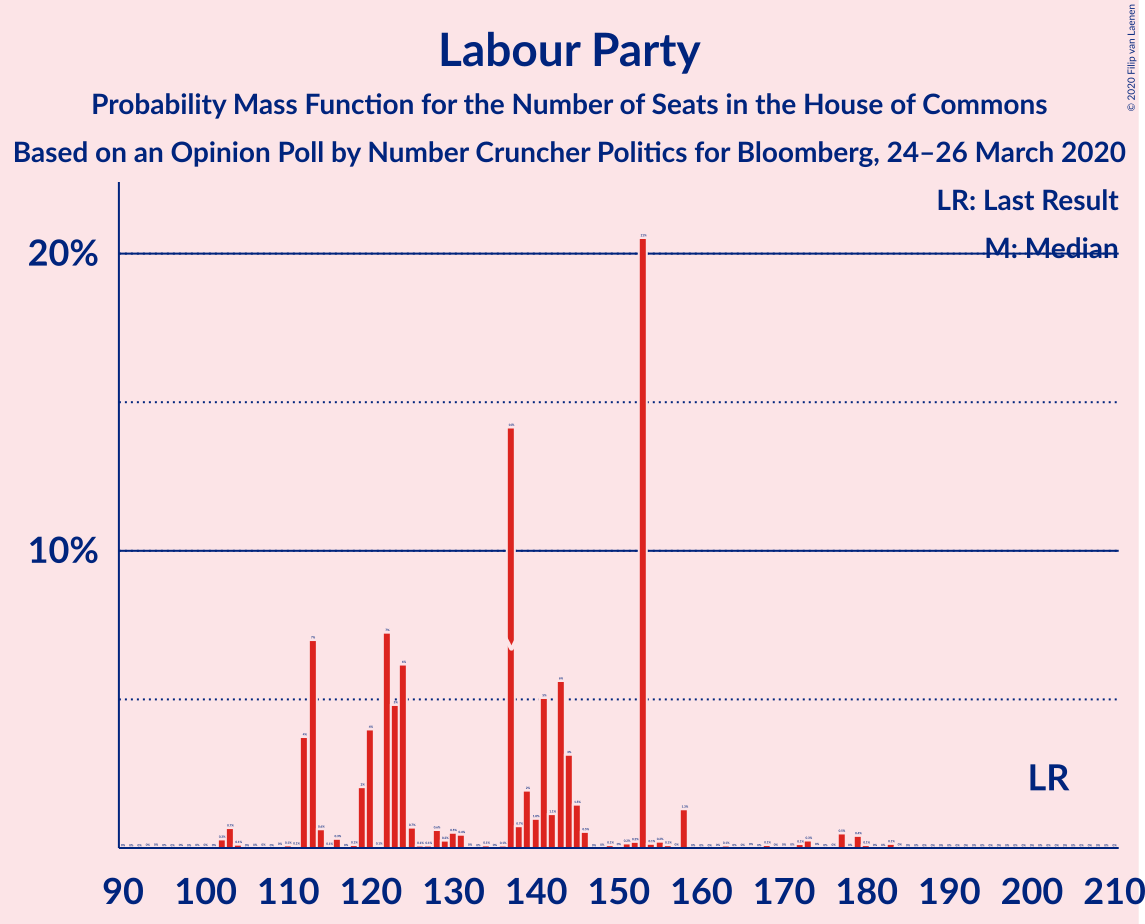 Labour Party
Probability Mass Function for the Number of Seats in the House of Commons
Based on an Opinion Poll by Number Cruncher Politics for Bloomberg, 24–26 March 2020
© 2020 Filip van Laenen
LR: Last Result
M: Median
20%
10%
LR
90 100 110 120 130 140 150 160 170 180 190 200 210